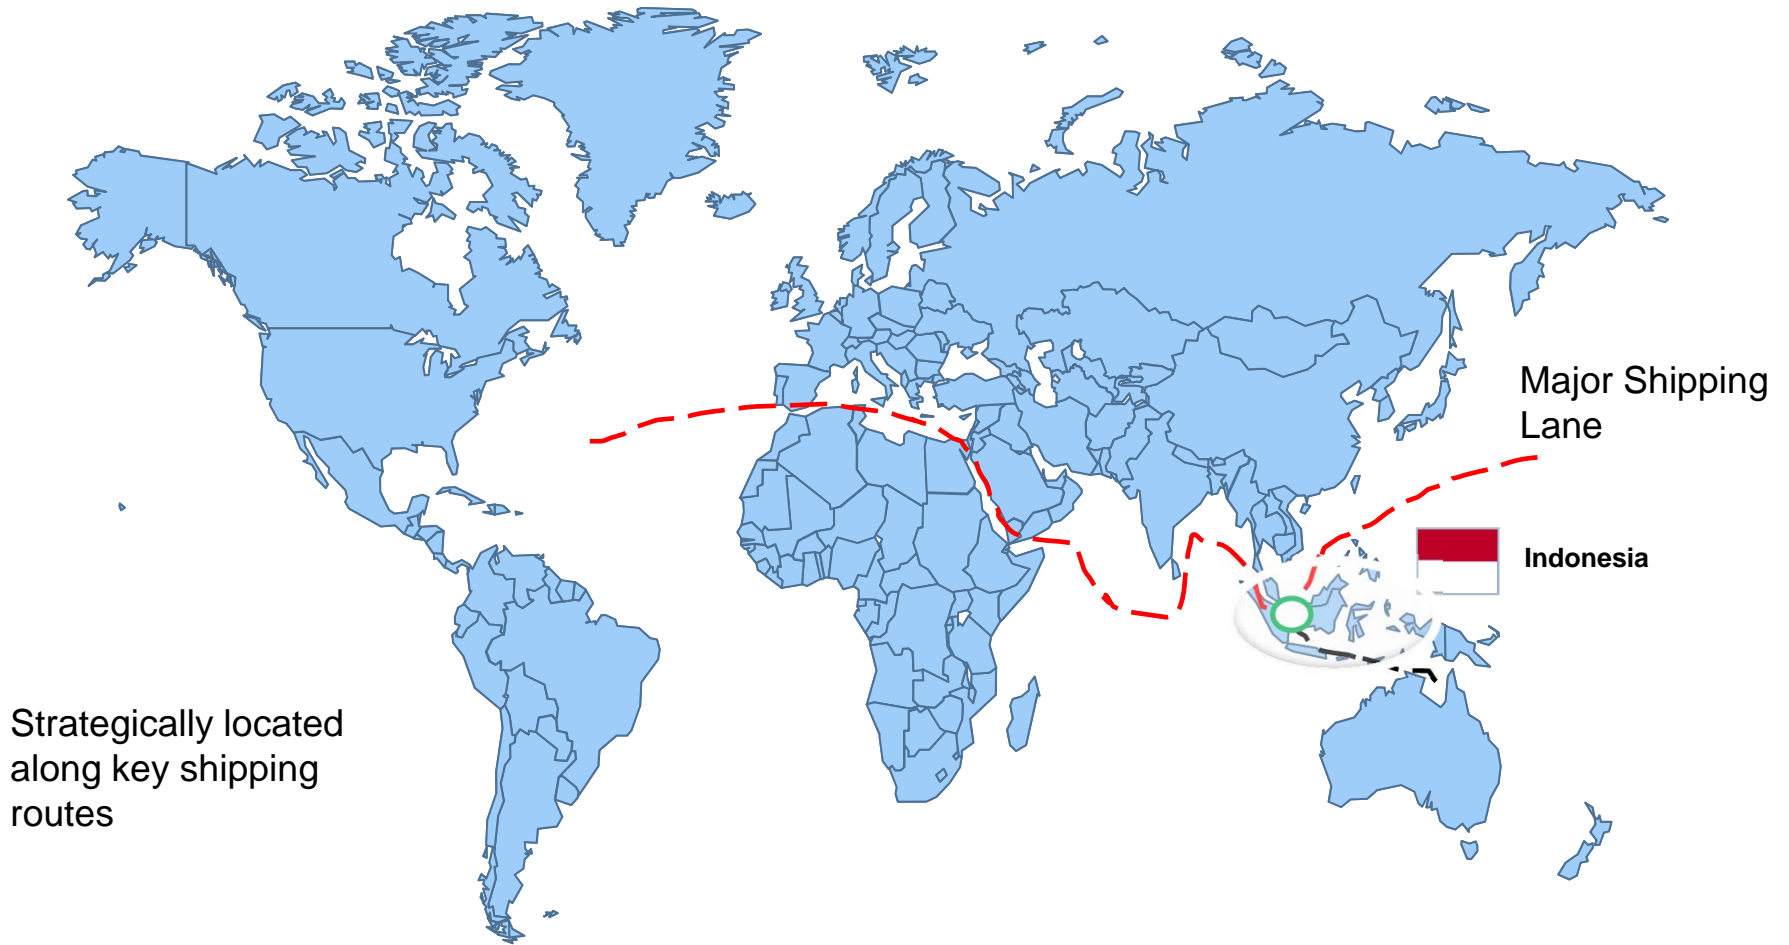 Major Shipping
Lane
Indonesia
Strategically located
along key shipping
routes